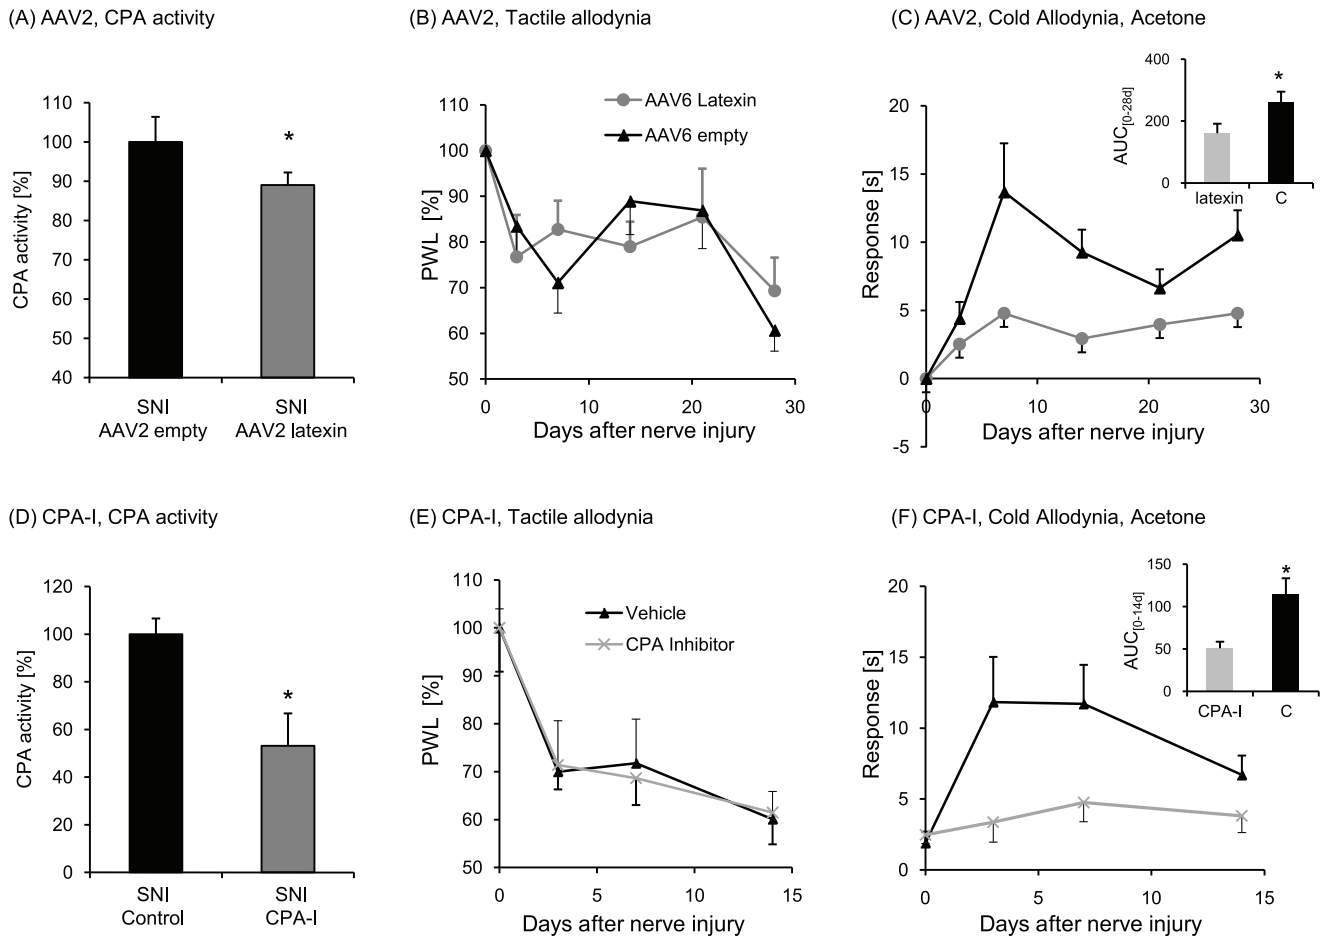 (A) AAV2, CPA activity
110
100
90
80
70
60
50
40
CPA activity [%]
SNI
AAV2 empty
SNI
AAV2 latexin
*
(B) AAV2, Tactile allodynia
110
100
90
80
70
60
50
PWL [%]
AAV6 Latexin
AAV6 empty
0
10
20
30
Days after nerve injury
(C) AAV2, Cold Allodynia, Acetone
20
15
10
5
0
-5
Response [s]
0
10
20
30
Days after nerve injury
400
200
0
AUC[0-28d]
*
latexin
C
(D) CPA-I, CPA activity
120
100
80
60
40
20
0
CPA activity [%]
*
SNI
Control
SNI
CPA-I
(E) CPA-I, Tactile allodynia
110
100
90
80
70
60
50
PWL [%]
Vehicle
CPA Inhibitor
0
5
10
15
Days after nerve injury
(F) CPA-I, Cold Allodynia, Acetone
20
15
10
5
0
Response [s]
0
5
10
15
Days after nerve injury
150
100
50
0
AUC[0-14d]
*
CPA-I
C